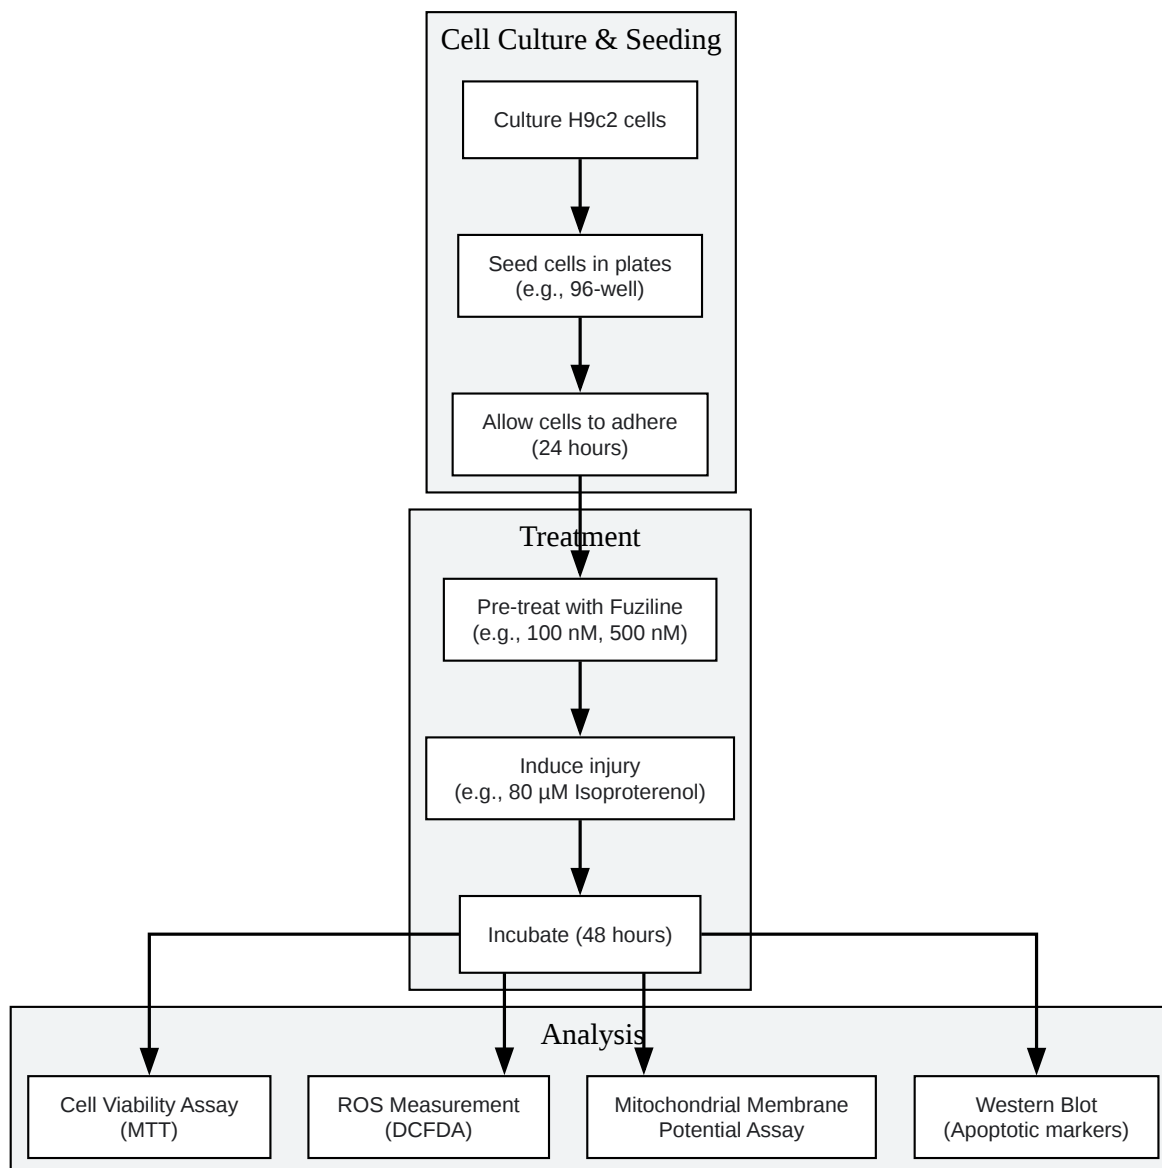 Cell Culture & Seeding
Culture H9c2 cells
Seed cells in plates
(e.g., 96-well)
Allow cells to adhere
(24 hours)
Treatment
Pre-treat with Fuziline
(e.g., 100 nM, 500 nM)
Induce injury
(e.g., 80 µM Isoproterenol)
Incubate (48 hours)
Analysis
Cell Viability Assay
(MTT)
ROS Measurement
(DCFDA)
Mitochondrial Membrane
Potential Assay
Western Blot
(Apoptotic markers)